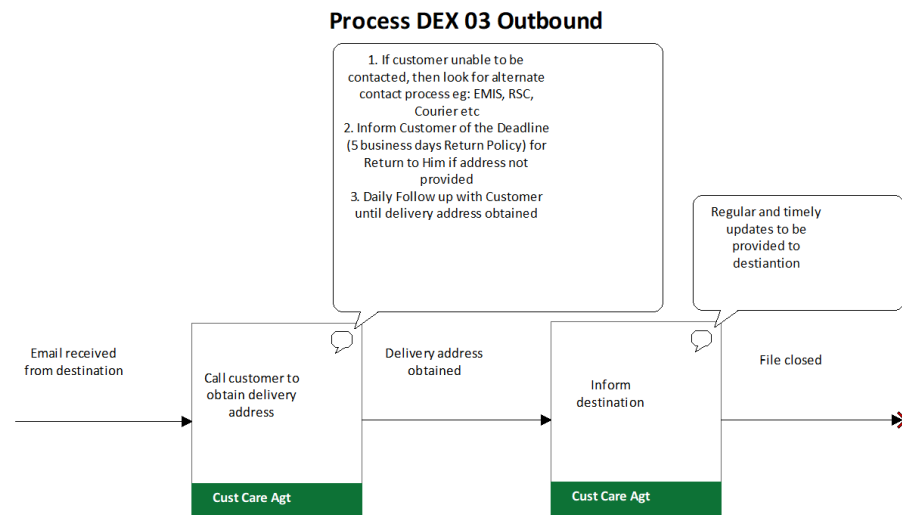 Process DEX 03 Outbound
1. If customer unable to be
contacted, then look for alternate
contact process eg: EMIS, RSC,
Courier etc
2. Inform Customer of the Deadline
(5 business days Return Policy) for
Return to Him if address not
provided
3. Daily Follow up with Customer
until delivery address obtained
Regular and timely
updates to be
provided to
destiantion
Email received
from destination
Call customer to
obtain delivery
address
Delivery address
obtained
Inform
destination
File closed
Cust Care Agt
Cust Care Agt